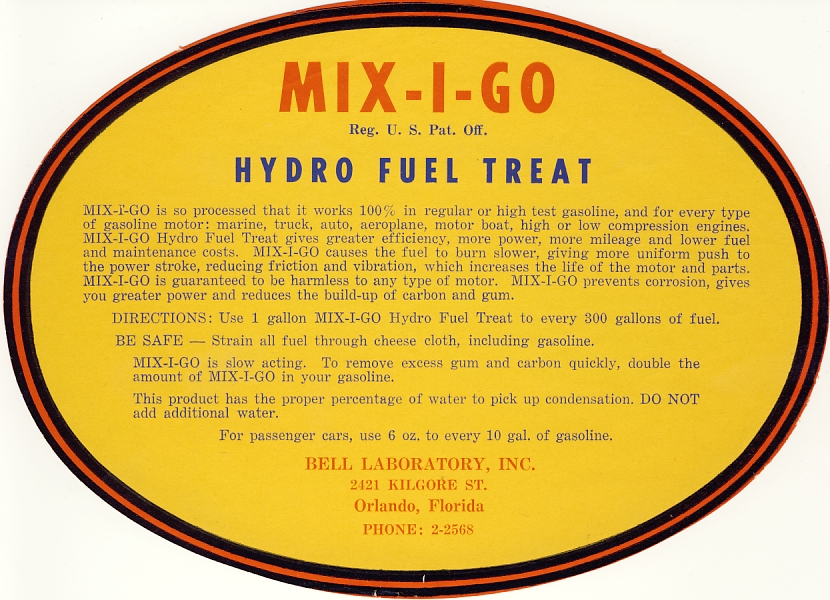 MIX-I-GO
Reg. U. S. Pat. Off.
HYDRO FUEL TREAT
MIX-I-GO is so processed that it works 100% in regular or high test gasoline, and for every type
of gasoline motor: marine, truck, auto, aeroplane, motor boat, high or low compression engines.
MIX-I-GO Hydro Fuel Treat gives greater efficiency, more power, more mileage and lower fuel
and maintenance costs. MIX-I-GO causes the fuel to burn slower, giving more uniform push to
the power stroke, reducing friction and vibration, which increases the life of the motor and parts.
MIX-I-GO is guaranteed to be harmless to any type of motor. MIX-I-GO prevents corrosion, gives
you greater power and reduces the build-up of carbon and gum.
DIRECTIONS: Use 1 gallon MIX-I-GO Hydro Fuel Treat to every 300 gallons of fuel.
BE SAFE — Strain all fuel through cheese cloth, including gasoline.
MIX-I-GO is slow acting. To remove excess gum and carbon quickly, double the
amount of MIX-I-GO in your gasoline.
This product has the proper percentage of water to pick up condensation. DO NOT
add additional water.
For passenger cars, use 6 oz. to every 10 gal. of gasoline.
BELL LABORATORY, INC.
2421 KILGORE ST.
Orlando, Florida
PHONE: 2-2568